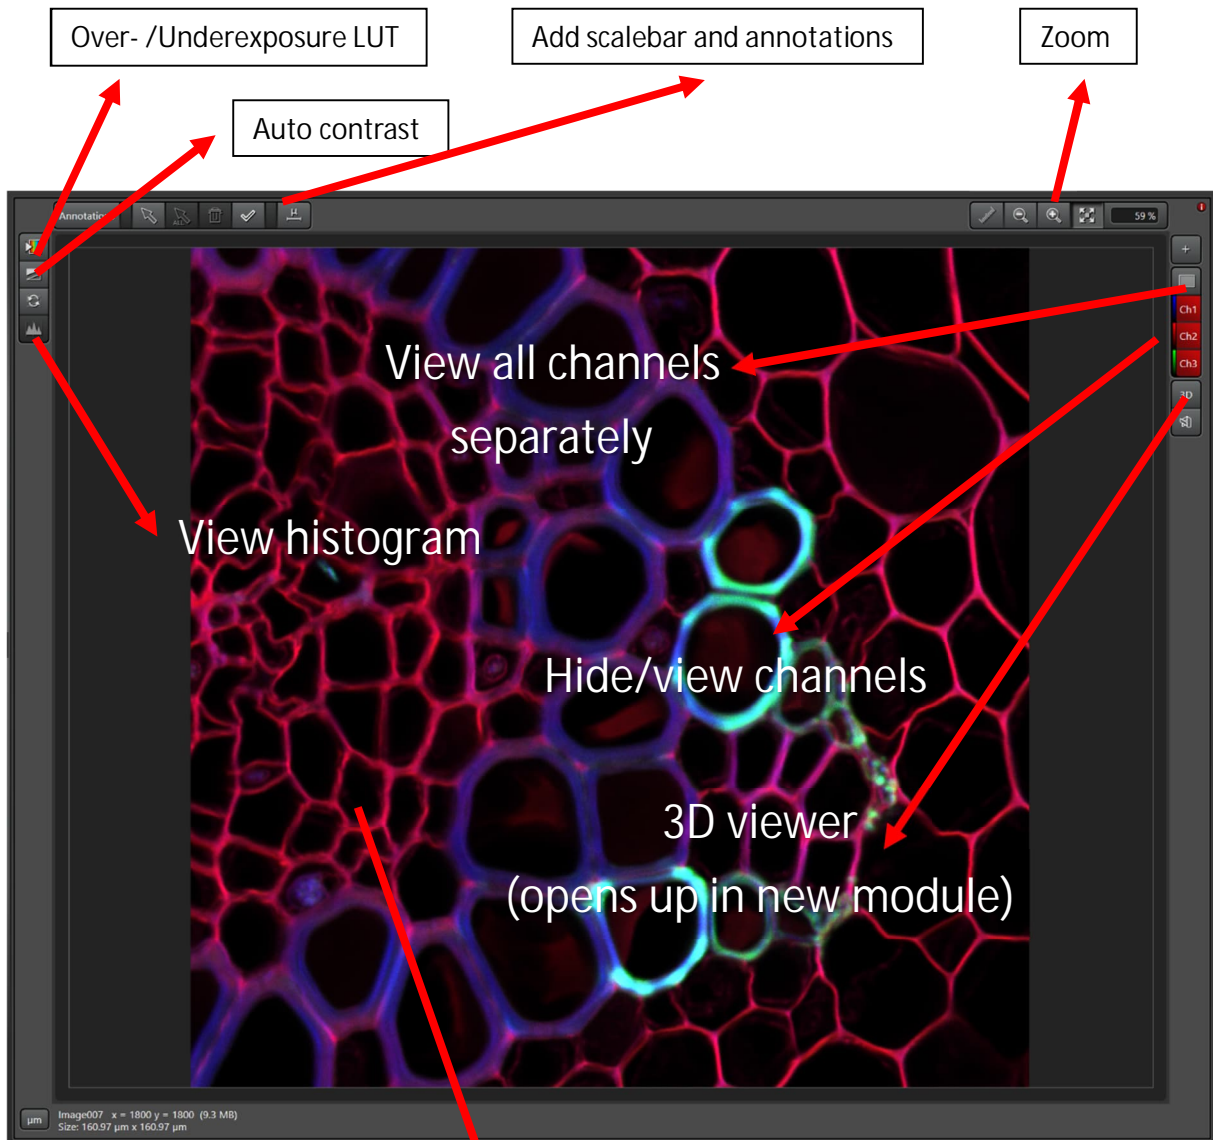 Over- /Underexposure LUT
Add scalebar and annotations
Zoom
Auto contrast
Annotation
ALL
µ
59 %
+
Ch1
Ch2
Ch3
3D
View all channels
separately
View histogram
Hide/view channels
3D viewer
(opens up in new module)
µm
Image007 x = 1800 y = 1800 (9.3 MB)
Size: 160.97 µm x 160.97 µm